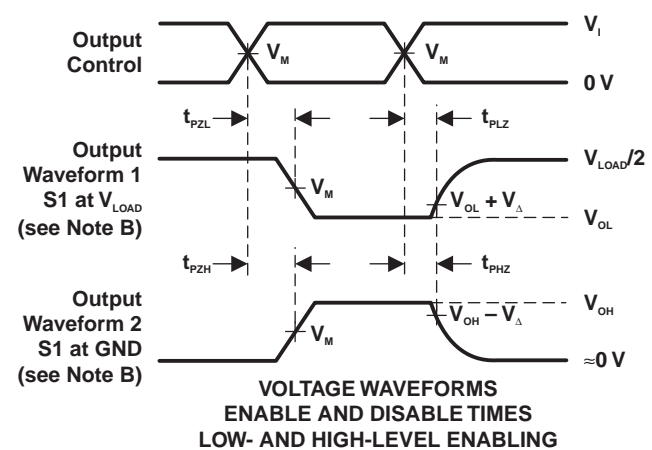 Output
Control
V_M
V_M
V_I
0 V
t_PZL
t_PLZ
Output
Waveform 1
S1 at V_LOAD
(see Note B)
V_M
V_OL + V_Δ
V_LOAD/2
V_OL
t_PZH
t_PHZ
Output
Waveform 2
S1 at GND
(see Note B)
V_M
V_OH – V_Δ
V_OH
≈0 V
VOLTAGE WAVEFORMS
ENABLE AND DISABLE TIMES
LOW- AND HIGH-LEVEL ENABLING